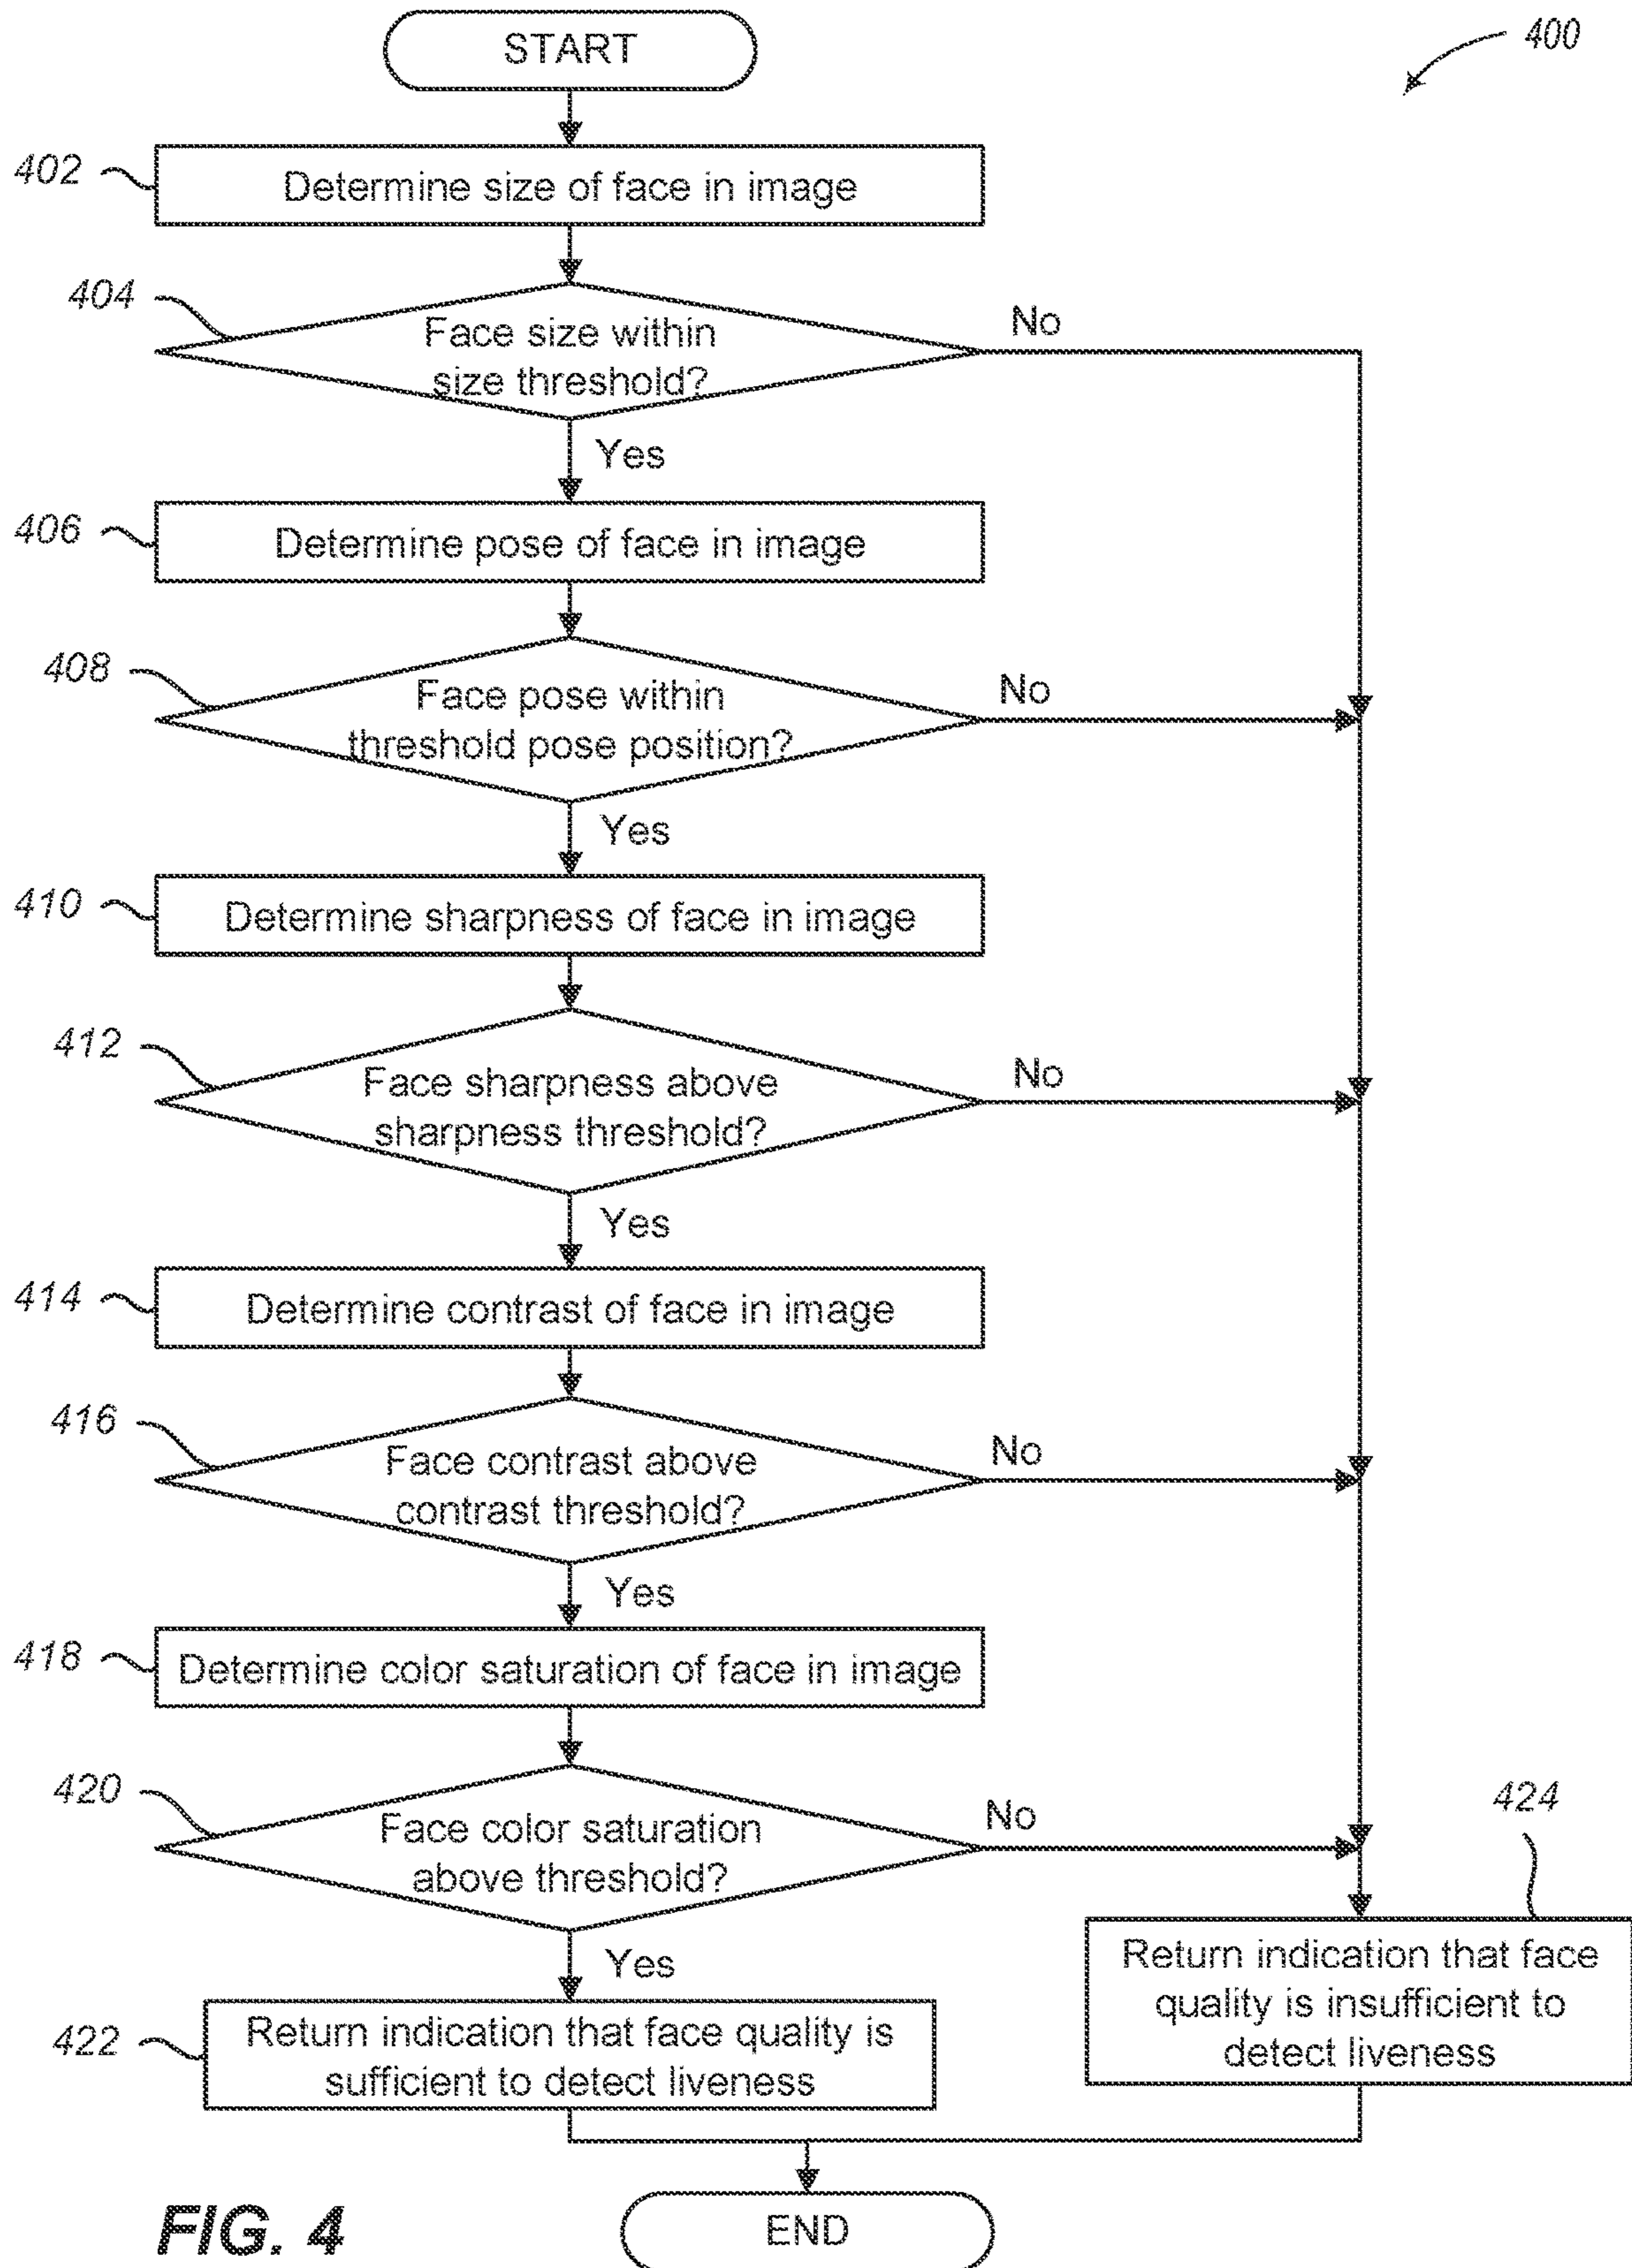 START
400
402
Determine size of face in image
404
Face size within
size threshold?
No
Yes
406
Determine pose of face in image
408
Face pose within
threshold pose position?
No
Yes
410
Determine sharpness of face in image
412
Face sharpness above
sharpness threshold?
No
Yes
414
Determine contrast of face in image
416
Face contrast above
contrast threshold?
No
Yes
418
Determine color saturation of face in image
420
Face color saturation
above threshold?
No
Yes
422
Return indication that face quality is
sufficient to detect liveness
424
Return indication that face
quality is insufficient to
detect liveness
END
FIG. 4